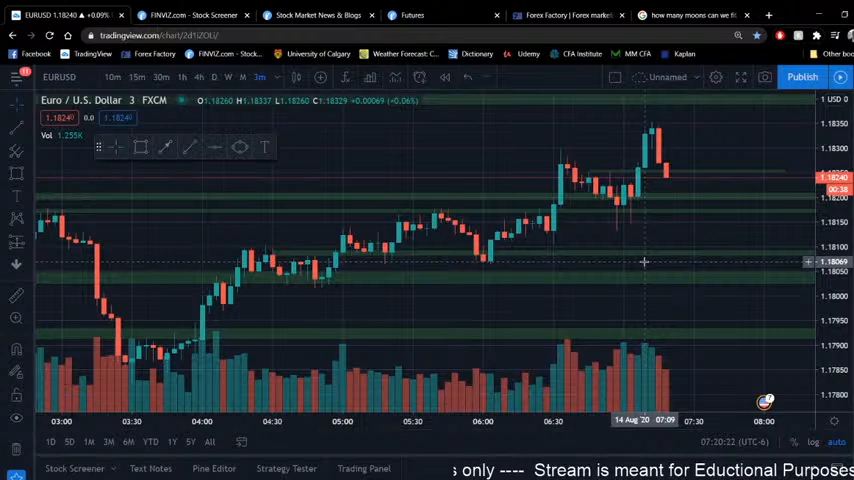 EURUSD 1.18240 ▲ +0.09%
FINVIZ.com - Stock Screener
Stock Market News & Blogs
Futures
Forex Factory | Forex market
how many moons can we fit
tradingview.com/chart/2d1IZOLi/
Facebook
TradingView
Forex Factory
FINVIZ.com - Stock...
University of Calgary
Weather Forecast: C...
Dictionary
Udemy
CFA Institute
MM CFA
Kaplan
Other boo
11
EURUSD
10m 15m 30m 1h 4h D W M 3m
Unnamed
Publish
Euro / U.S. Dollar 3 FXCM
O1.18260 H1.18337 L1.18260 C1.18329 +0.00069 (+0.06%)
1.18240 0.0 1.18240
Vol 1.255K
1 USD
1.18350
1.18300
1.18240
00:38
1.18200
1.18150
1.18100
1.18069
1.18050
1.18000
1.17950
1.17900
1.17850
1.17800
03:00 03:30 04:00 04:30 05:00 05:30 06:00 06:30 14 Aug '20 07:09 07:30 08:00
1D 5D 1M 3M 6M YTD 1Y 5Y All
07:20:22 (UTC-6)
% log auto
Stock Screener
Text Notes
Pine Editor
Strategy Tester
Trading Panel
s only ---- Stream is meant for Eductional Purposes